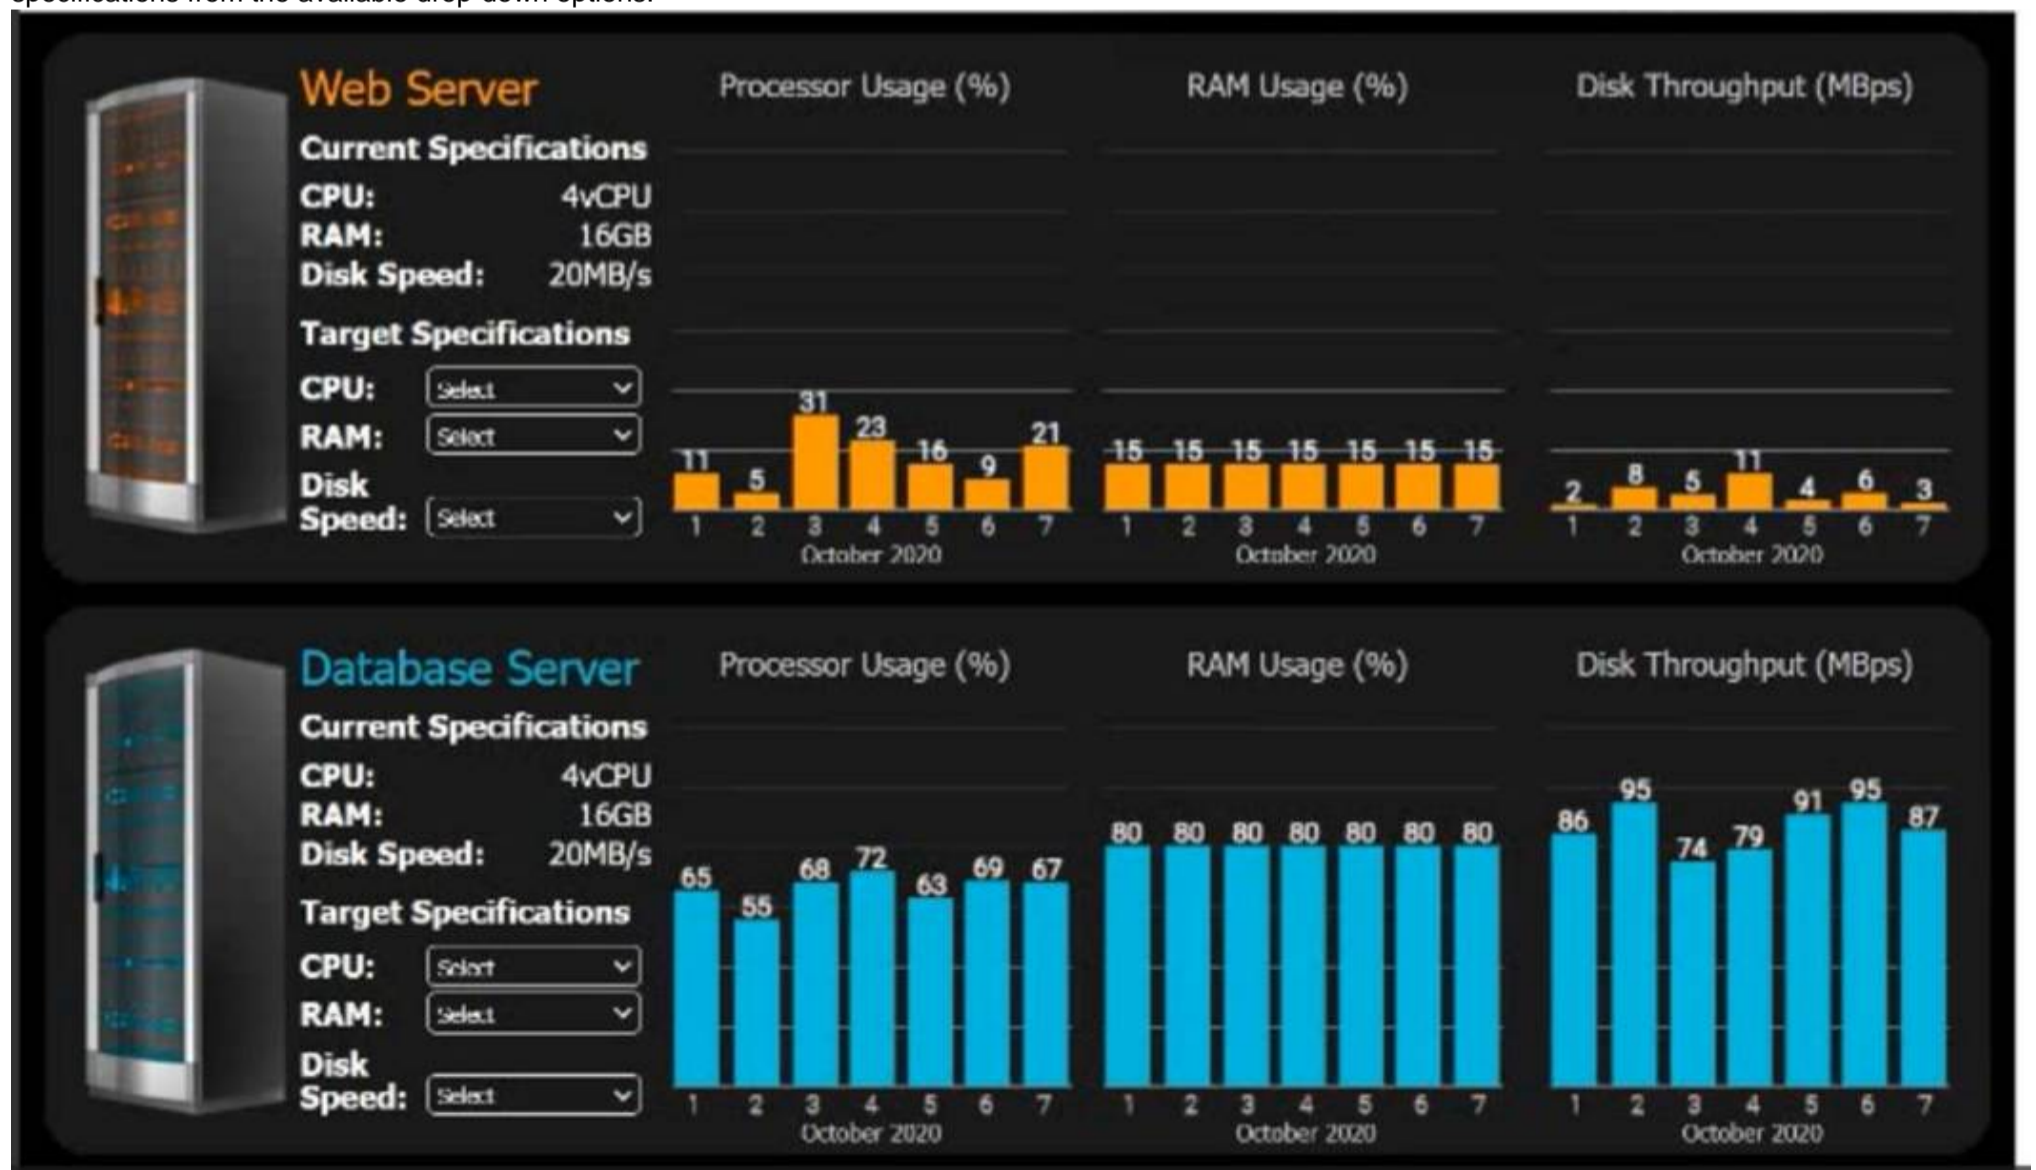 specifications from the available drop-down options.
Web Server
Current Specifications
CPU: 4vCPU
RAM: 16GB
Disk Speed: 20MB/s
Target Specifications
CPU: Select
RAM: Select
Disk
Speed: Select
Processor Usage (%)
11 5 31 23 16 9 21
1 2 3 4 5 6 7
October 2020
RAM Usage (%)
15 15 15 15 15 15 15
1 2 3 4 5 6 7
October 2020
Disk Throughput (MBps)
2 8 5 11 4 6 3
1 2 3 4 5 6 7
October 2020
Database Server
Current Specifications
CPU: 4vCPU
RAM: 16GB
Disk Speed: 20MB/s
Target Specifications
CPU: Select
RAM: Select
Disk
Speed: Select
Processor Usage (%)
65 55 68 72 63 69 67
1 2 3 4 5 6 7
October 2020
RAM Usage (%)
80 80 80 80 80 80 80
1 2 3 4 5 6 7
October 2020
Disk Throughput (MBps)
86 95 74 79 91 95 87
1 2 3 4 5 6 7
October 2020